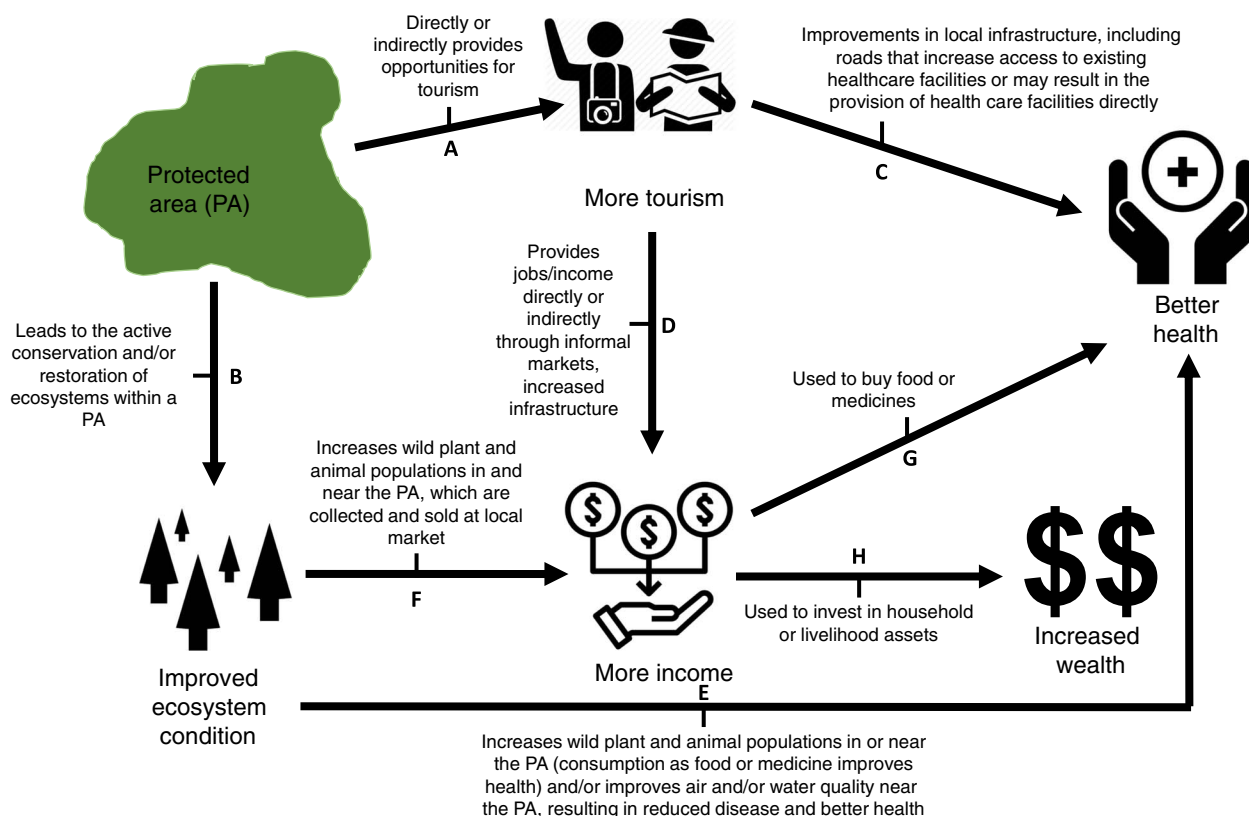 Directly or
indirectly provides
opportunities for
tourism
A
Protected
area (PA)
More tourism
Improvements in local infrastructure, including
roads that increase access to existing
healthcare facilities or may result in the
provision of health care facilities directly
C
Better
health
Leads to the active
conservation and/or
restoration of
ecosystems within a
PA
B
Provides
jobs/income
directly or
indirectly
through informal
markets,
increased
infrastructure
D
Used to buy food or
medicines
G
Increases wild plant and
animal populations in and
near the PA, which are
collected and sold at local
market
F
$
$
$
More income
H
Used to invest in household
or livelihood assets
$$
Increased
wealth
Improved
ecosystem
condition
E
Increases wild plant and animal populations in or near
the PA (consumption as food or medicine improves
health) and/or improves air and/or water quality near
the PA, resulting in reduced disease and better health